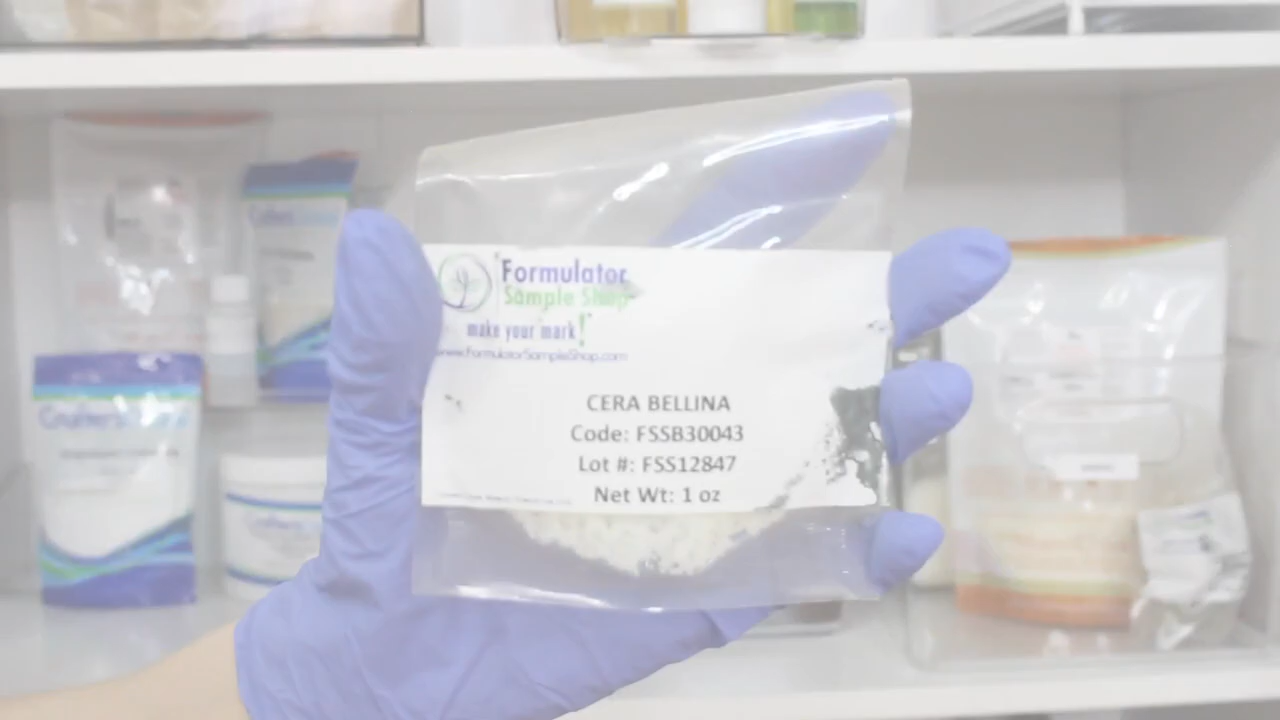 Formulator
Sample Shop
make your mark!
www.FormulatorSampleShop.com
CERA BELLINA
Code: FSSB30043
Lot #: FSS12847
Net Wt: 1 oz